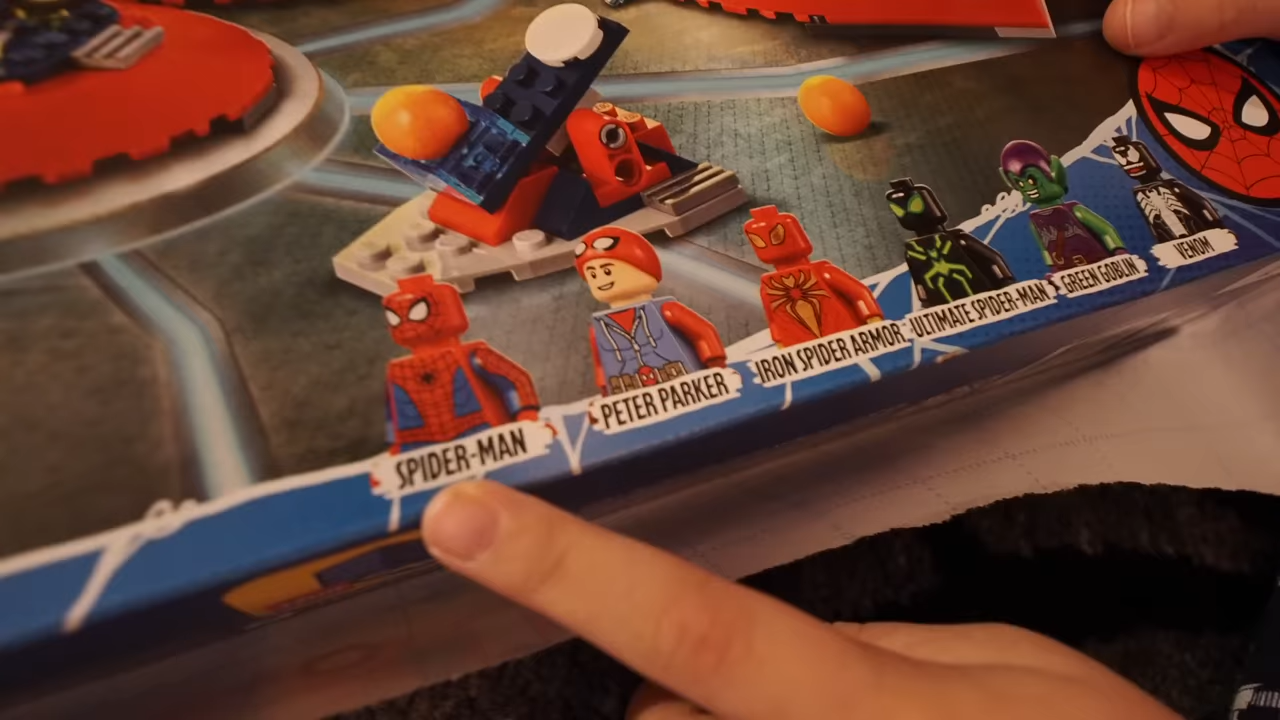 SPIDER-MAN
PETER PARKER
IRON SPIDER ARMOR
ULTIMATE SPIDER-MAN
GREEN GOBLIN
VENOM